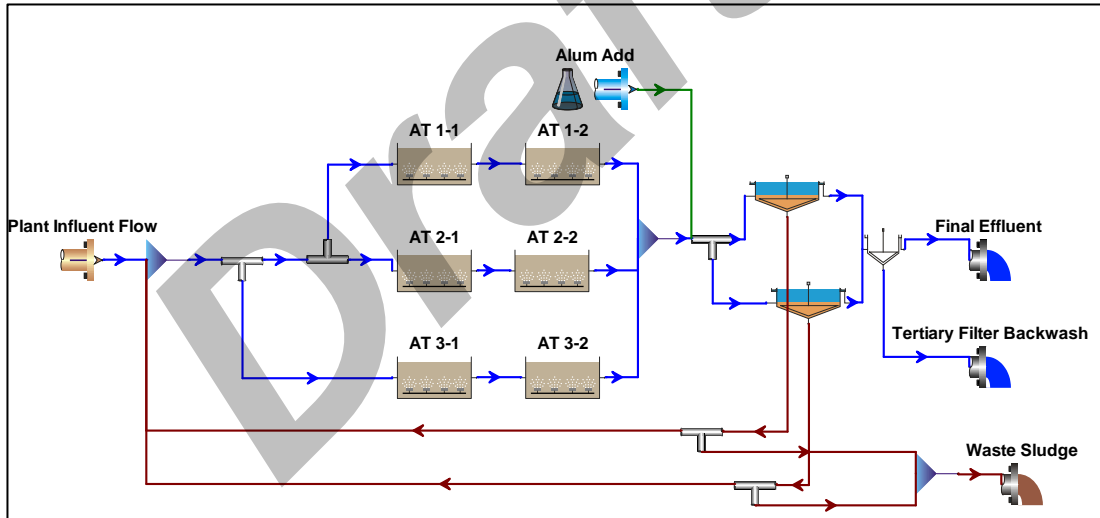 Alum Add
AT 1-1
AT 1-2
Plant Influent Flow
AT 2-1
AT 2-2
Final Effluent
AT 3-1
AT 3-2
Tertiary Filter Backwash
Waste Sludge
Draft